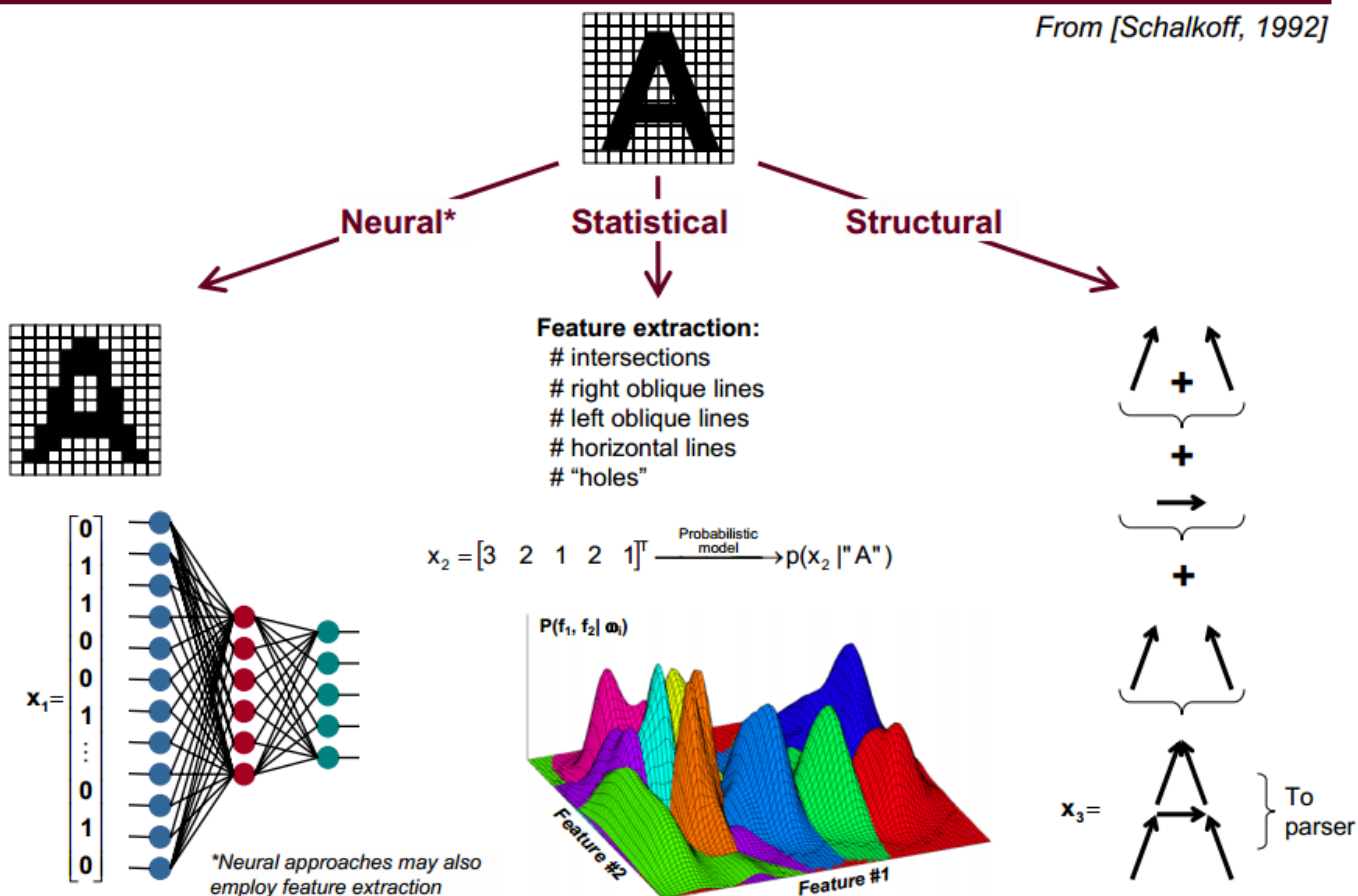 From [Schalkoff, 1992]
Neural*
Statistical
Structural
Feature extraction:
# intersections
# right oblique lines
# left oblique lines
# horizontal lines
# “holes”
+
+
+
x₁=
0
1
1
0
0
1
⋮
0
1
0
*Neural approaches may also
employ feature extraction
x₂ = [3 2 1 2 1]ᵀ Probabilistic model → p(x₂ |" A" )
P(f₁, f₂| ωᵢ)
Feature #2
Feature #1
x₃=
To
parser